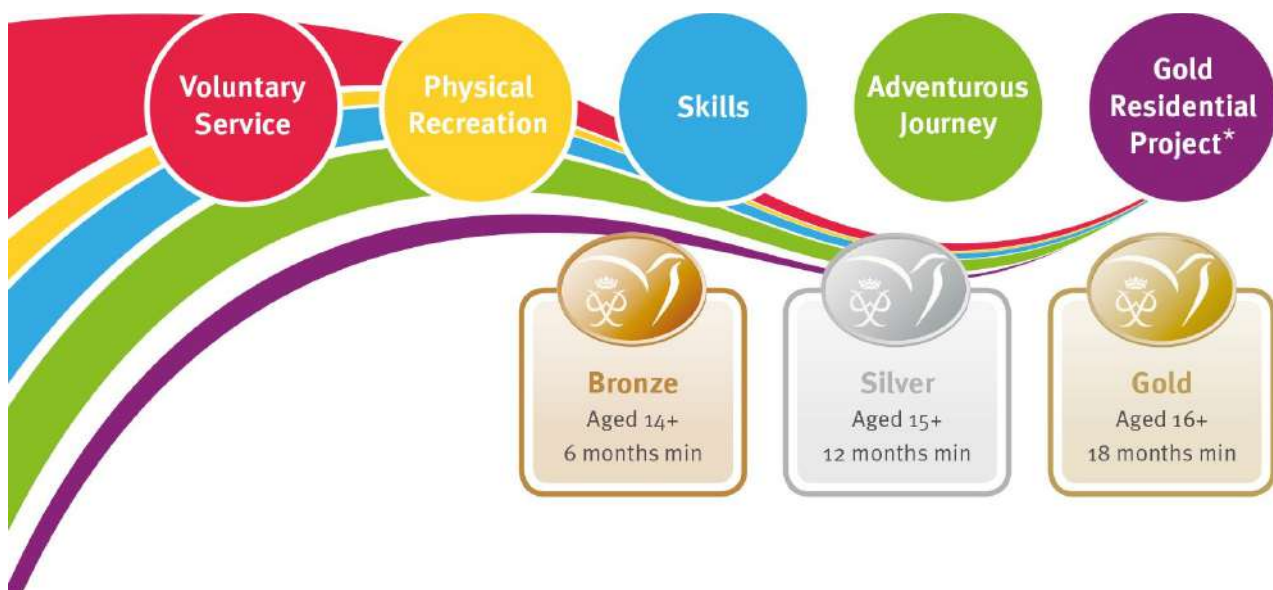 Voluntary
Service
Physical
Recreation
Skills
Adventurous
Journey
Gold
Residential
Project*
Bronze
Aged 14+
6 months min
Silver
Aged 15+
12 months min
Gold
Aged 16+
18 months min